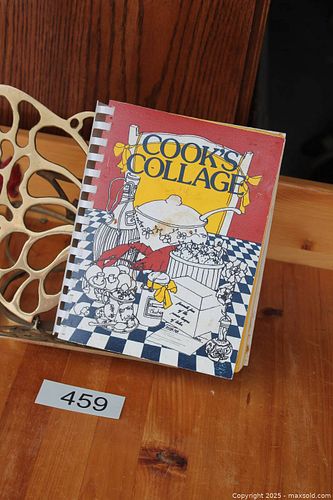 COOK'S
COLLAGE
459
Copyright 2025 - maxsold.com